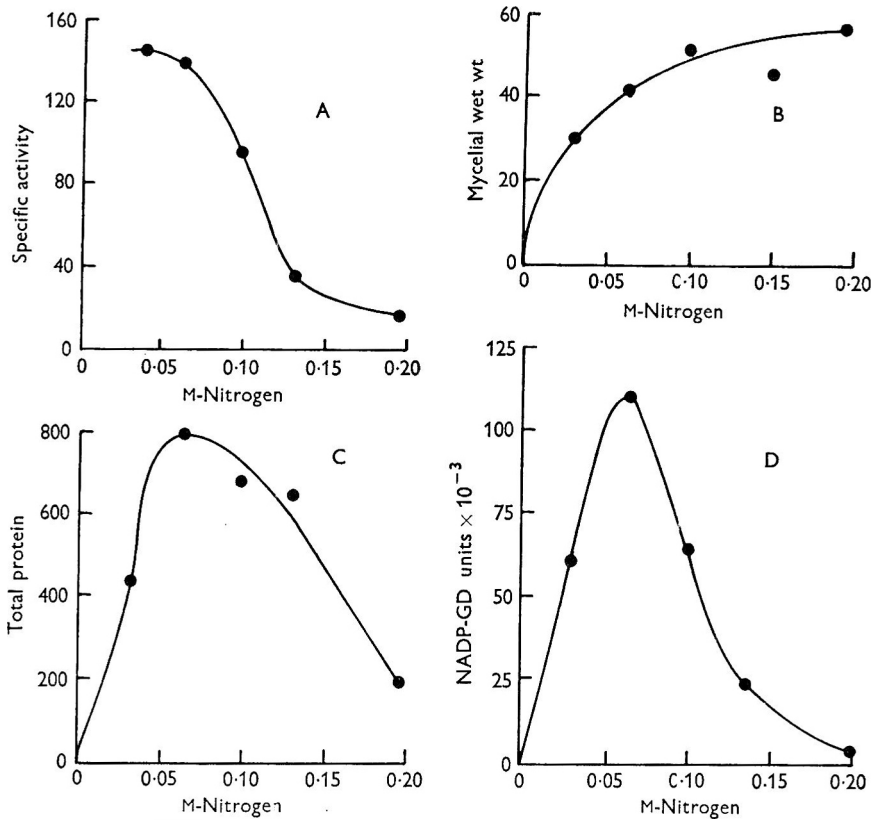 160
120
80
40
0
Specific activity
A
0
0·05
0·10
0·15
0·20
M-Nitrogen
60
40
20
0
Mycelial wet wt
B
0
0·05
C·10
0·15
0·20
M-Nitrogen
800
600
400
200
0
Total protein
C
0
0·05
0·10
0·15
0·20
M-Nitrogen
125
100
75
50
25
0
NADP-GD units × 10⁻³
D
0
0·05
C·10
0·15
0·20
M-Nitrogen